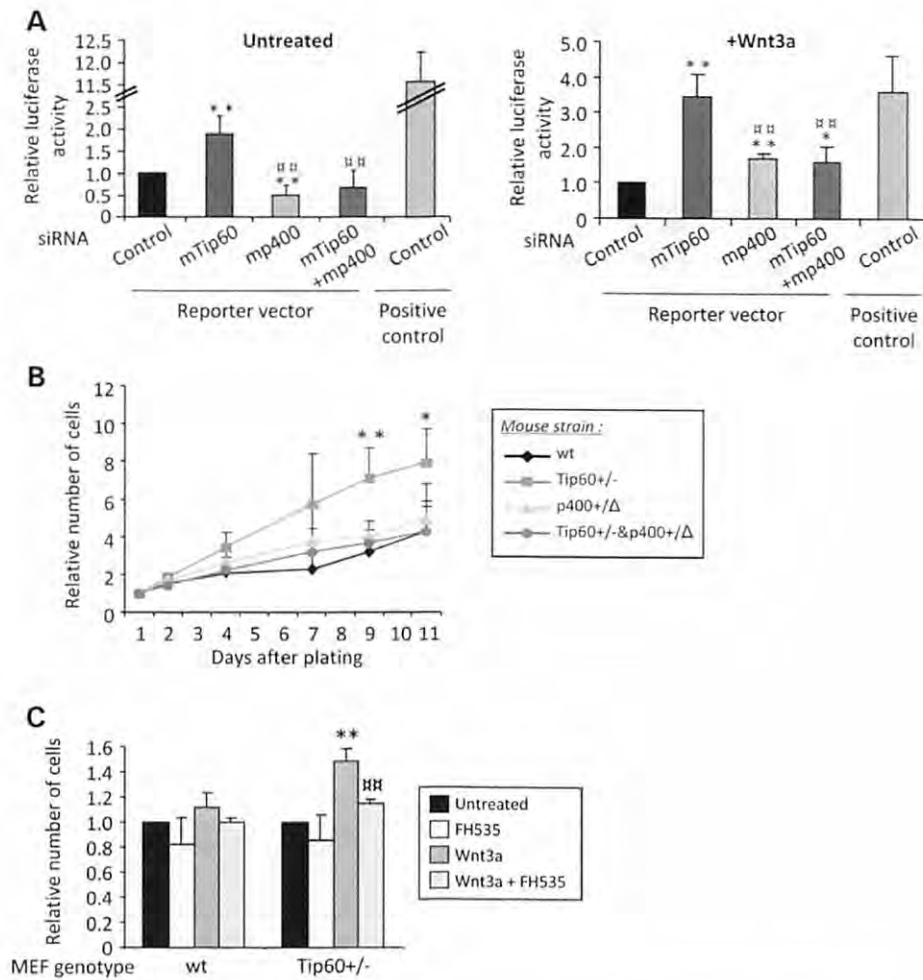 A
Untreated
Relative luciferase activity
12.5
11.5
2.5
2.0
1.5
1.0
0.5
0
**
¤¤
**
¤¤
siRNA
Control
mTip60
mp400
mTip60
+mp400
Control
Reporter vector
Positive
control
+Wnt3a
Relative luciferase activity
5.0
4.0
3.0
2.0
1.0
0
**
¤¤
**
¤¤
*
siRNA
Control
mTip60
mp400
mTip60
+mp400
Control
Reporter vector
Positive
control
B
Relative number of cells
12
10
8
6
4
2
0
**
*
1 2 3 4 5 6 7 8 9 10 11
Days after plating
Mouse strain :
wt
Tip60+/-
p400+/Δ
Tip60+/-&p400+/Δ
C
Relative number of cells
1.6
1.4
1.2
1.0
0.8
0.6
0.4
0.2
0
**
¤¤
MEF genotype
wt
Tip60+/-
Untreated
FH535
Wnt3a
Wnt3a + FH535